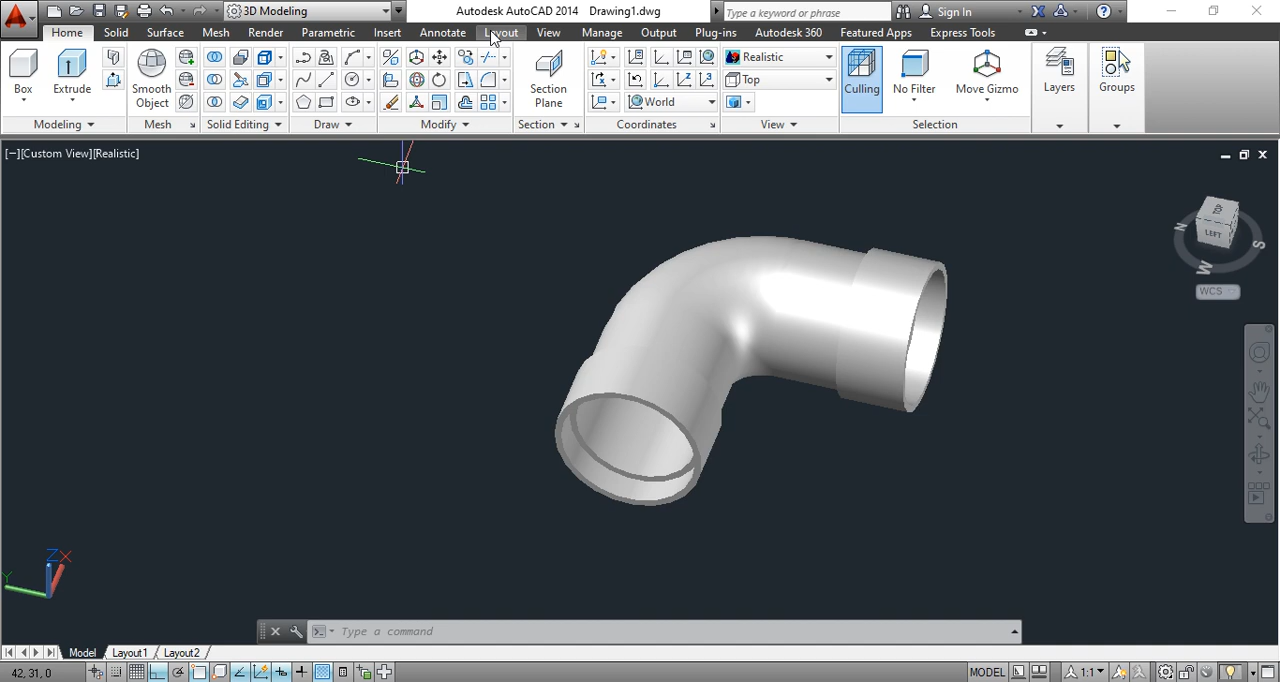 3D Modeling
Autodesk AutoCAD 2014 Drawing1.dwg
Type a keyword or phrase
Sign In
Home Solid Surface Mesh Render Parametric Insert Annotate Layout View Manage Output Plug-ins Autodesk 360 Featured Apps Express Tools
Box
Extrude
Smooth
Object
Section
Plane
World
Realistic
Top
Culling
No Filter
Move Gizmo
Layers
Groups
Modeling
Mesh
Solid Editing
Draw
Modify
Section
Coordinates
View
Selection
[−][Custom View][Realistic]
N
LEFT
S
W
WCS
Z X
Y
Type a command
Model Layout1 Layout2
42, 31, 0
MODEL
1:1